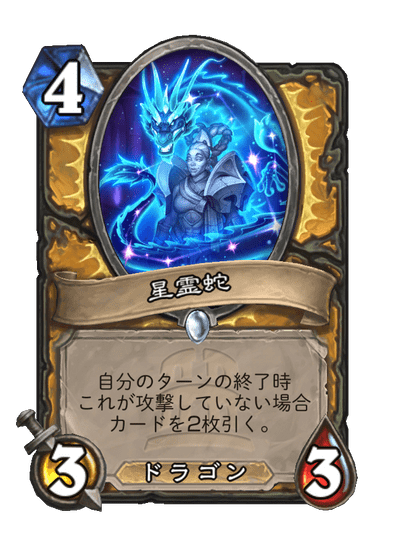 4
星霊蛇
自分のターンの終了時
これが攻撃していない場合
カードを2枚引く。
3
ドラゴン
3